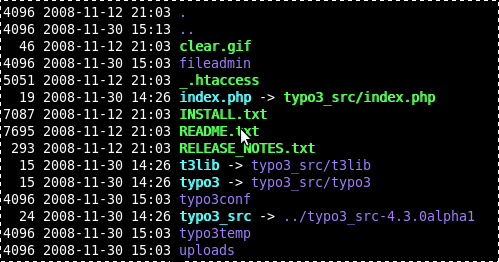 4096 2008-11-12 21:03 .
4096 2008-11-30 15:13 ..
46 2008-11-12 21:03 clear.gif
4096 2008-11-30 15:03 fileadmin
5051 2008-11-12 21:03 _.htaccess
19 2008-11-30 14:26 index.php -> typo3_src/index.php
7087 2008-11-12 21:03 INSTALL.txt
7695 2008-11-12 21:03 README.txt
293 2008-11-12 21:03 RELEASE_NOTES.txt
15 2008-11-30 14:26 t3lib -> typo3_src/t3lib
15 2008-11-30 14:26 typo3 -> typo3_src/typo3
4096 2008-11-30 15:03 typo3conf
24 2008-11-30 14:26 typo3_src -> ../typo3_src-4.3.0alpha1
4096 2008-11-30 15:03 typo3temp
4096 2008-11-30 15:03 uploads